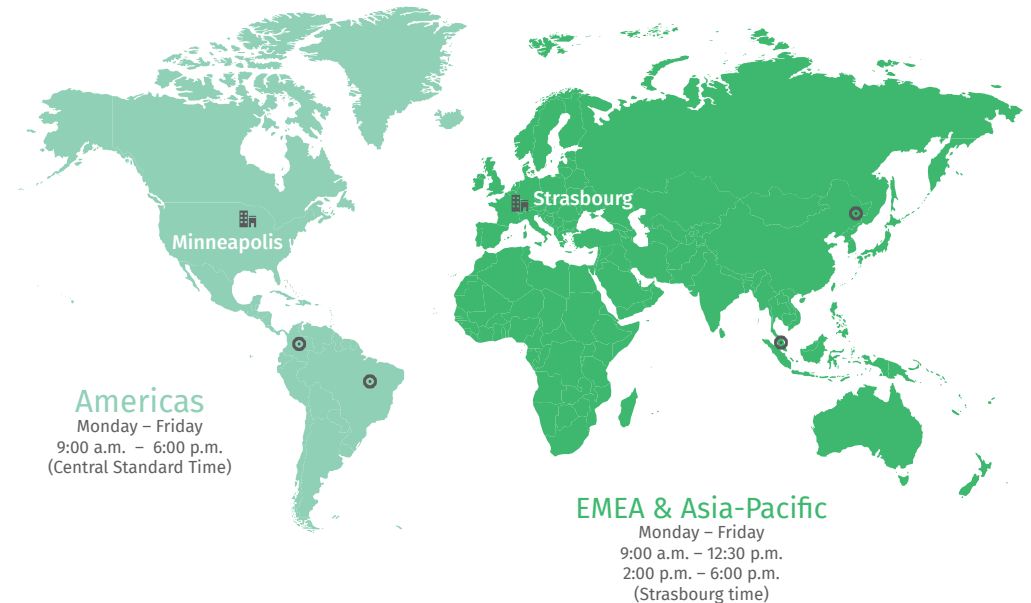 Strasbourg
Minneapolis
Americas
Monday – Friday
9:00 a.m. – 6:00 p.m.
(Central Standard Time)
EMEA & Asia-Pacific
Monday – Friday
9:00 a.m. – 12:30 p.m.
2:00 p.m. – 6:00 p.m.
(Strasbourg time)